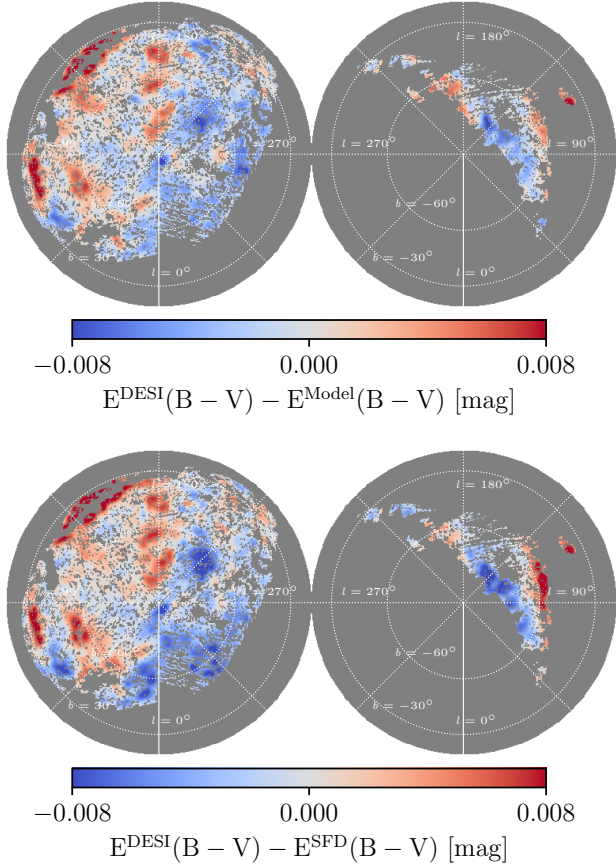 l = 180°
l = 180°
l = 270°
l = 270°
l = 90°
b = −60°
b = 30
b = −30°
l = 0°
l = 0°
−0.008 0.000 0.008
E^DESI(B − V) − E^Model(B − V) [mag]
l = 180°
l = 270°
l = 270°
l = 90°
b = −60°
b = 30
b = −30°
l = 0°
l = 0°
−0.008 0.000 0.008
E^DESI(B − V) − E^SFD(B − V) [mag]